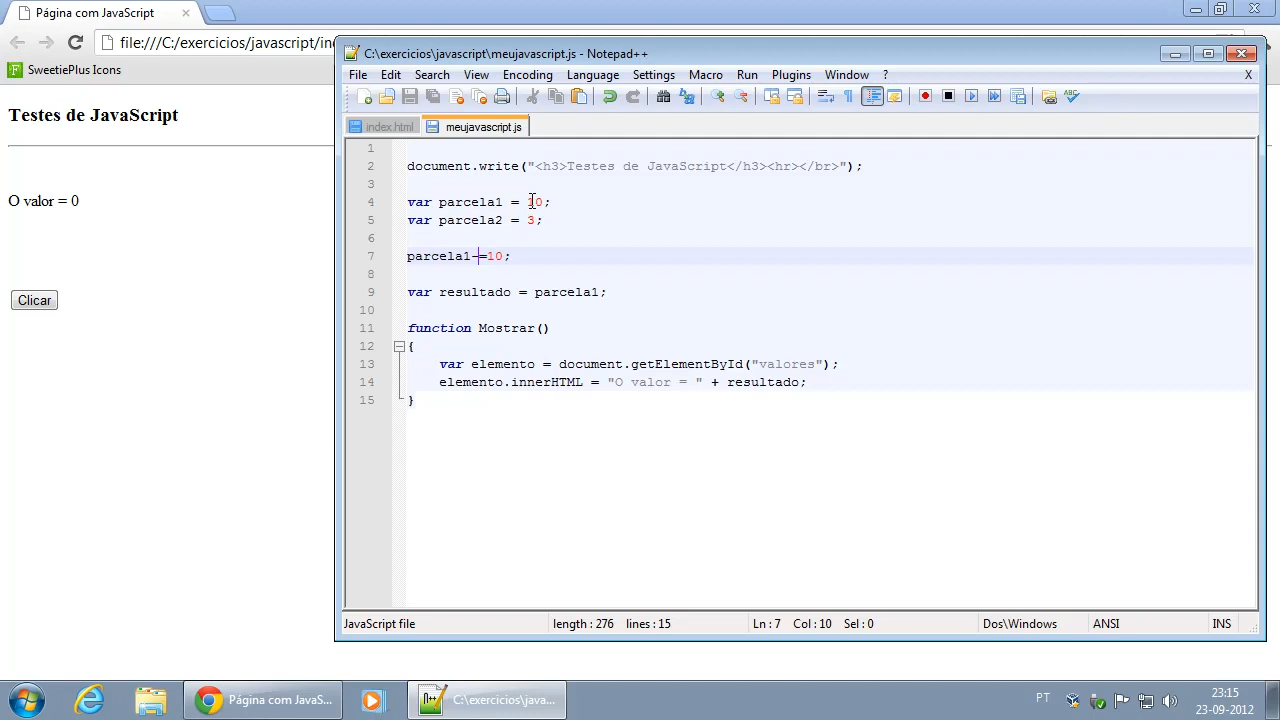 Página com JavaScript
file:///C:/exercicios/javascript/in
SweetiePlus Icons
Testes de JavaScript
O valor = 0
Clicar
C:\exercicios\javascript\meujavascript.js - Notepad++
File Edit Search View Encoding Language Settings Macro Run Plugins Window ? X
index.html meujavascript.js
1
2 document.write("<h3>Testes de JavaScript</h3><hr></br>");
3
4 var parcela1 = 10;
5 var parcela2 = 3;
6
7 parcela1-=10;
8
9 var resultado = parcela1;
10
11 function Mostrar()
12 {
13 var elemento = document.getElementById("valores");
14 elemento.innerHTML = "O valor = " + resultado;
15 }
JavaScript file length : 276 lines : 15 Ln : 7 Col : 10 Sel : 0 Dos\Windows ANSI INS
Página com JavaS...
C:\exercicios\java...
PT
23:15
23-09-2012